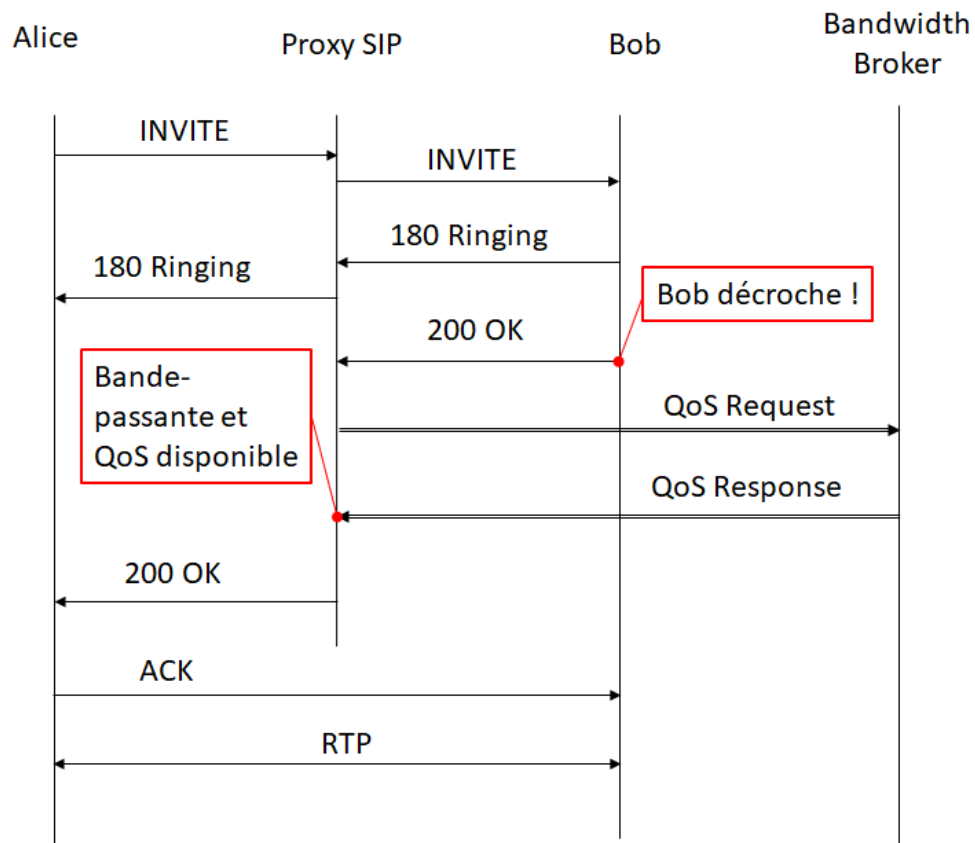 Alice
Proxy SIP
Bob
Bandwidth
Broker
INVITE
INVITE
180 Ringing
180 Ringing
Bob décroche !
200 OK
Bande-
passante et
QoS disponible
QoS Request
QoS Response
200 OK
ACK
RTP